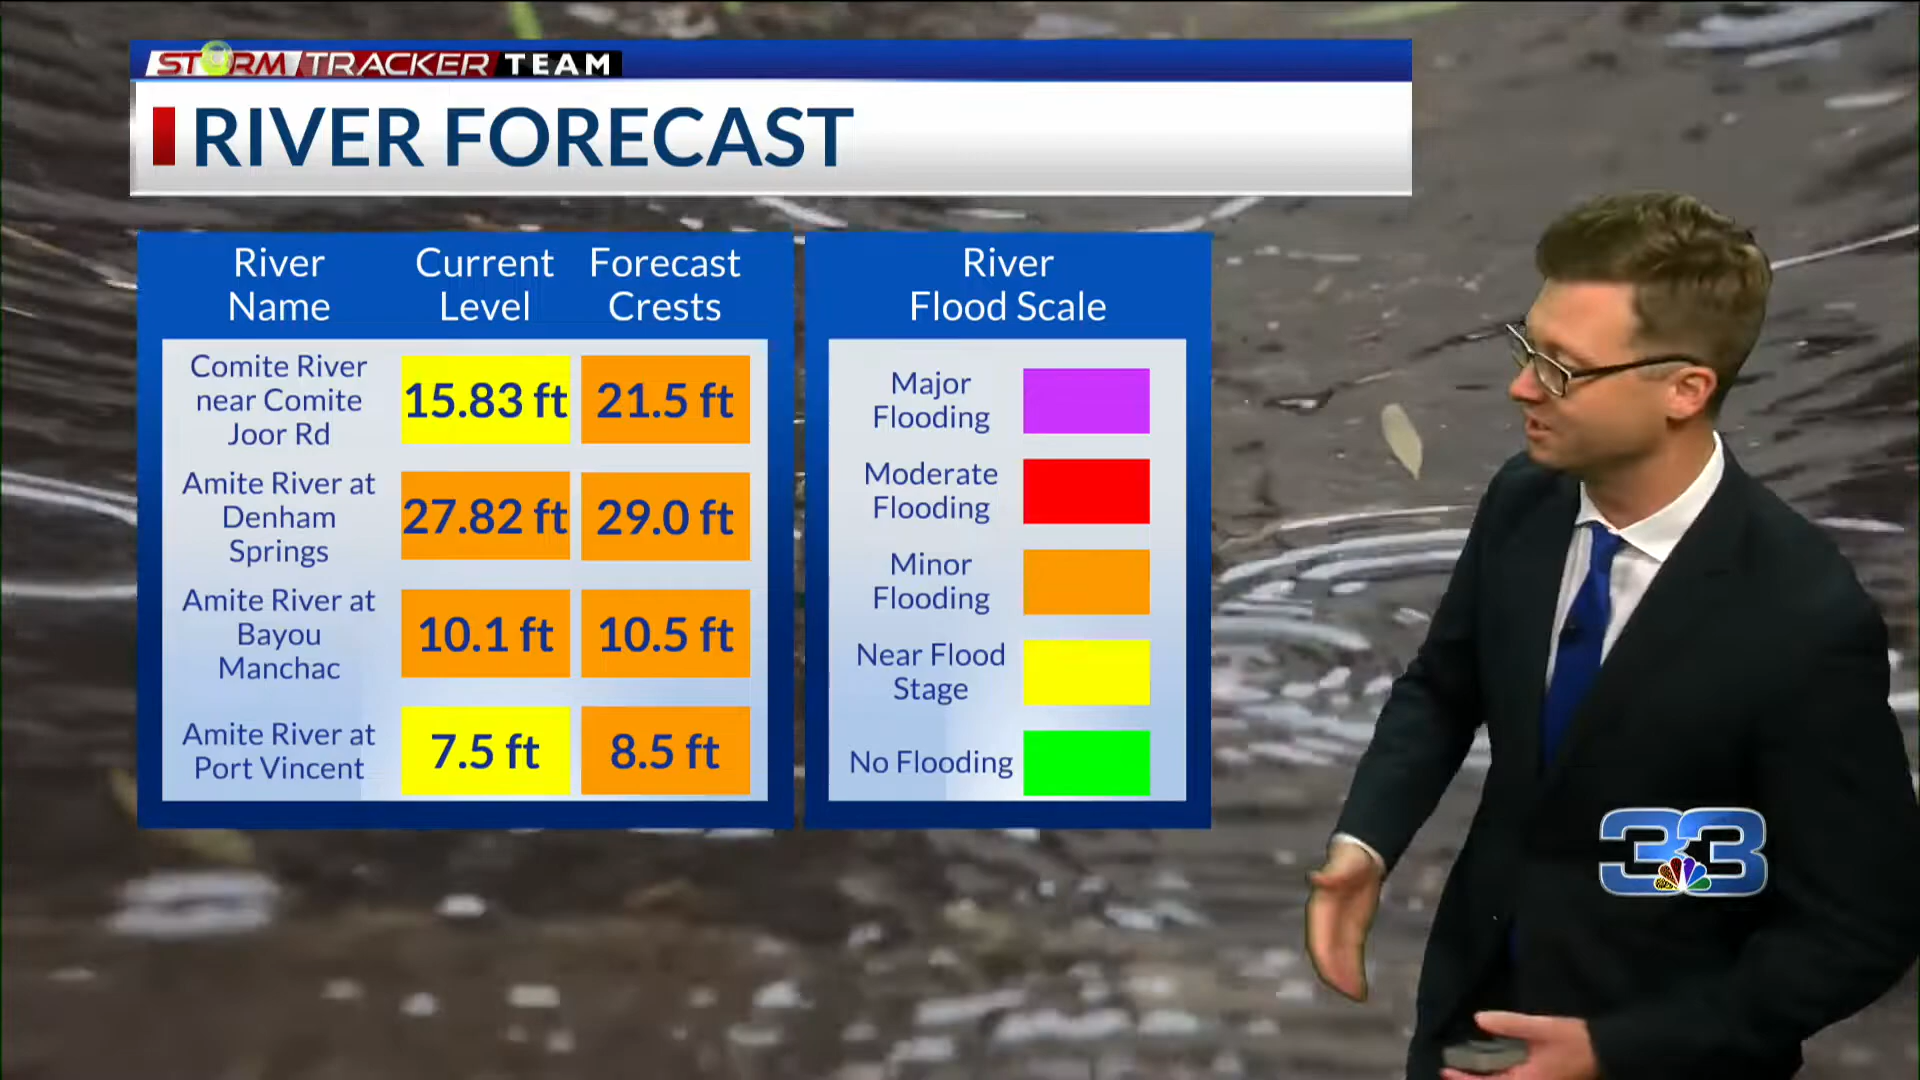 STORM TRACKER TEAM
RIVER FORECAST
River
Name
Current
Level
Forecast
Crests
Comite River
near Comite
Joor Rd
15.83 ft
21.5 ft
Amite River at
Denham
Springs
27.82 ft
29.0 ft
Amite River at
Bayou
Manchac
10.1 ft
10.5 ft
Amite River at
Port Vincent
7.5 ft
8.5 ft
River
Flood Scale
Major
Flooding
Moderate
Flooding
Minor
Flooding
Near Flood
Stage
No Flooding
33